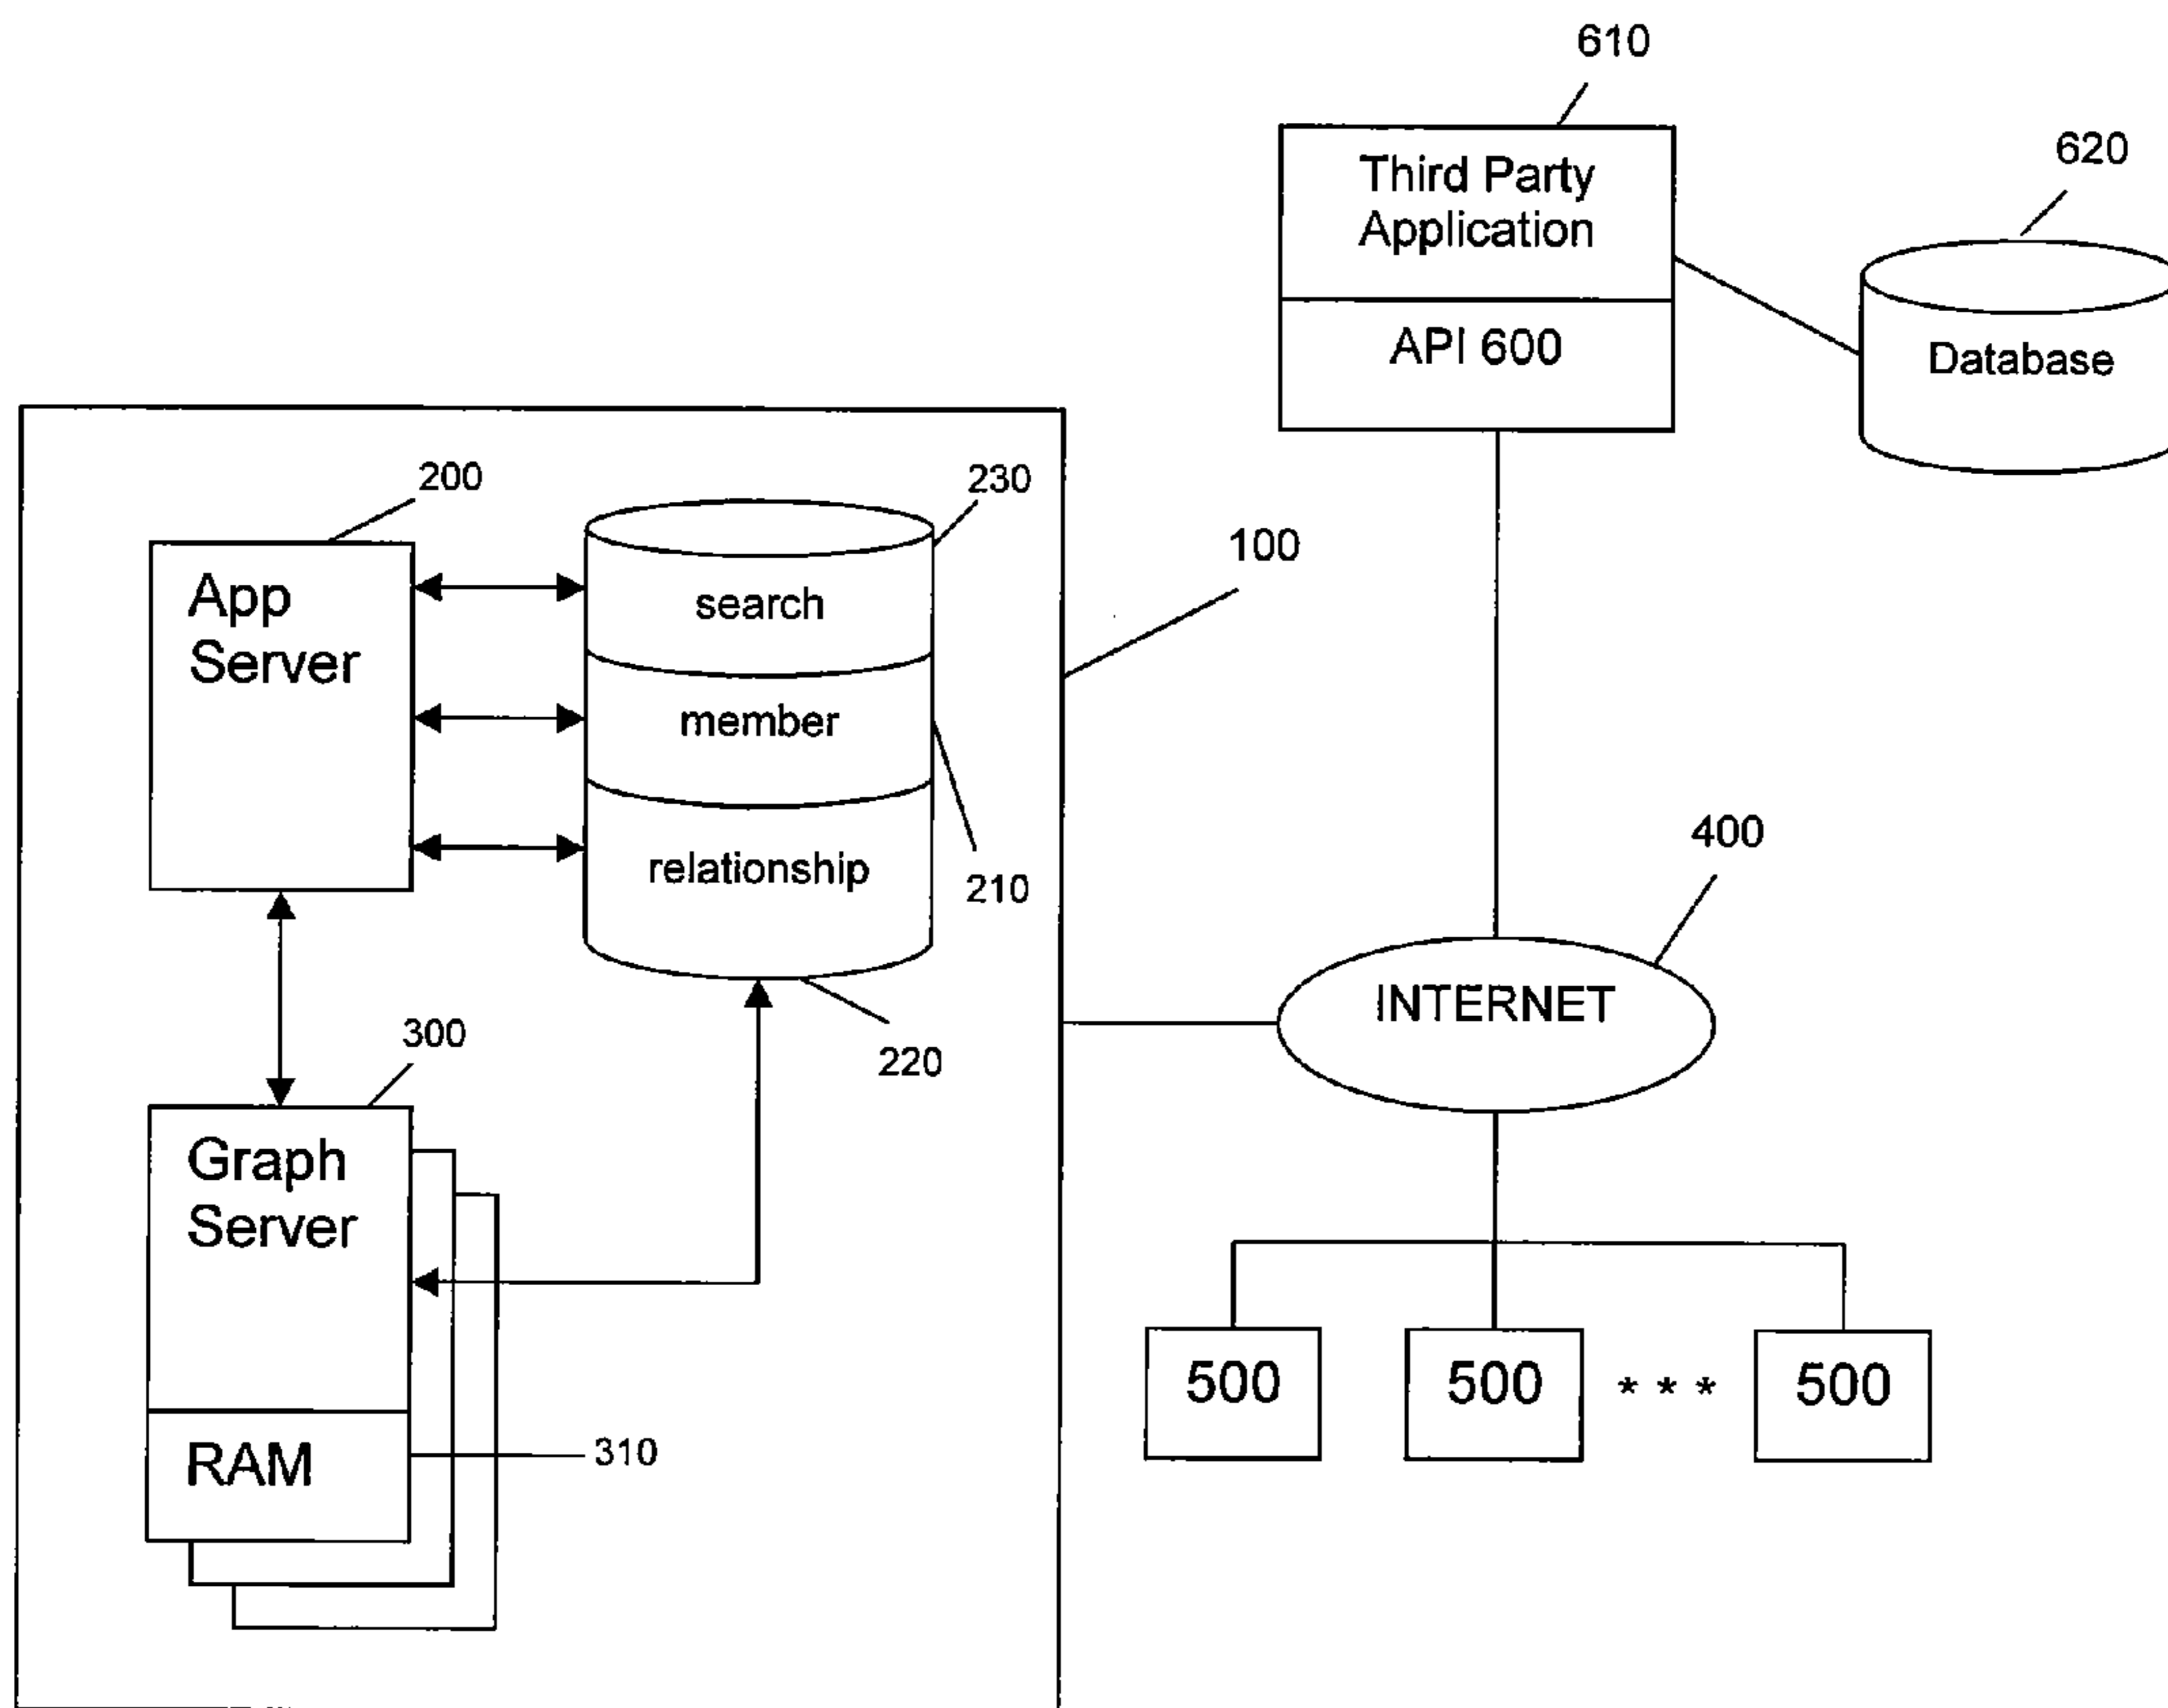 610
Third Party
Application
API 600
620
Database
200
App
Server
230
search
member
relationship
210
220
100
300
Graph
Server
RAM
310
400
INTERNET
500
500
* * *
500